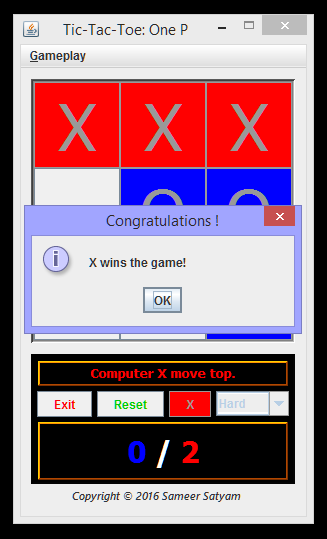 Tic-Tac-Toe: One P
Gameplay
X X X
O O
Congratulations !
X wins the game!
OK
Computer X move top.
Exit Reset X Hard
0 / 2
Copyright © 2016 Sameer Satyam